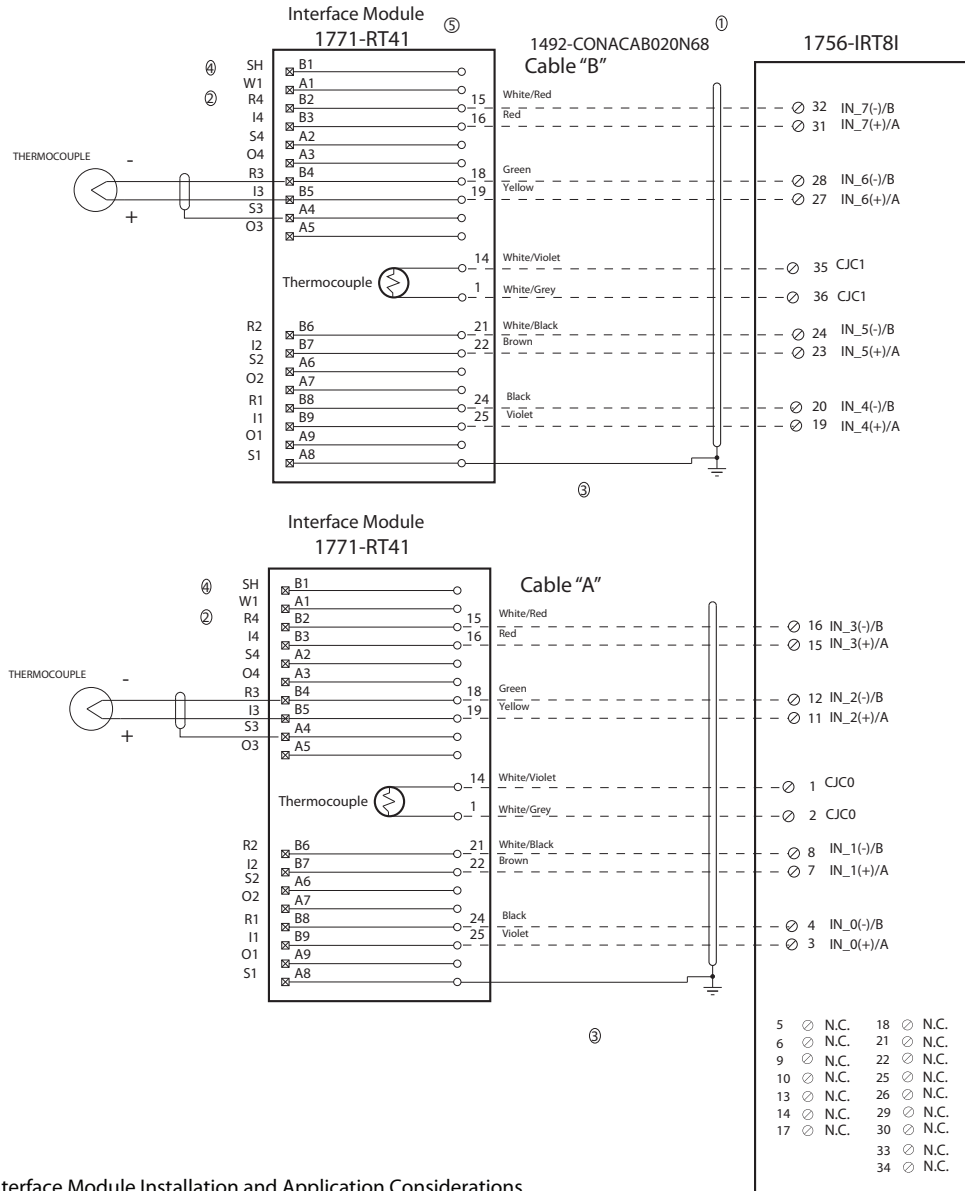 Interface Module
1771-RT41
⑤
①
1492-CONACAB020N68
Cable “B”
1756-IRT8I
④ SH B1
W1 A1
② R4 B2 15 White/Red 32 IN_7(-)/B
I4 B3 16 Red 31 IN_7(+)/A
S4 A2
O4 A3
THERMOCOUPLE
-
R3 B4 18 Green 28 IN_6(-)/B
I3 B5 19 Yellow 27 IN_6(+)/A
+
S3 A4
O3 A5
Thermocouple
14 White/Violet 35 CJC1
1 White/Grey 36 CJC1
R2 B6 21 White/Black 24 IN_5(-)/B
I2 B7 22 Brown 23 IN_5(+)/A
S2 A6
O2 A7
R1 B8 24 Black 20 IN_4(-)/B
I1 B9 25 Violet 19 IN_4(+)/A
O1 A9
S1 A8
③
Interface Module
1771-RT41
Cable “A”
④ SH B1
W1 A1
② R4 B2 15 White/Red 16 IN_3(-)/B
I4 B3 16 Red 15 IN_3(+)/A
S4 A2
O4 A3
THERMOCOUPLE
-
R3 B4 18 Green 12 IN_2(-)/B
I3 B5 19 Yellow 11 IN_2(+)/A
+
S3 A4
O3 A5
Thermocouple
14 White/Violet 1 CJC0
1 White/Grey 2 CJC0
R2 B6 21 White/Black 8 IN_1(-)/B
I2 B7 22 Brown 7 IN_1(+)/A
S2 A6
O2 A7
R1 B8 24 Black 4 IN_0(-)/B
I1 B9 25 Violet 3 IN_0(+)/A
O1 A9
S1 A8
③
5 N.C. 18 N.C.
6 N.C. 21 N.C.
9 N.C. 22 N.C.
10 N.C. 25 N.C.
13 N.C. 26 N.C.
14 N.C. 29 N.C.
17 N.C. 30 N.C.
33 N.C.
34 N.C.
terface Module Installation and Application Considerations